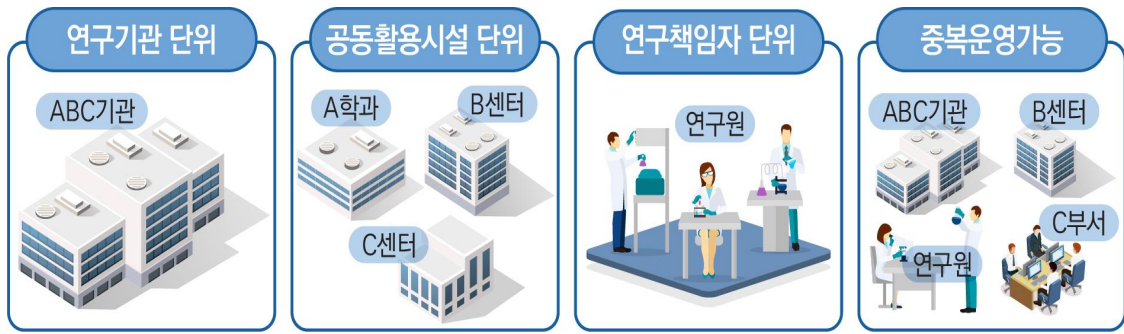 연구기관 단위
ABC기관
공동활용시설 단위
A학과
B센터
C센터
연구책임자 단위
연구원
중복운영가능
ABC기관
B센터
연구원
C부서